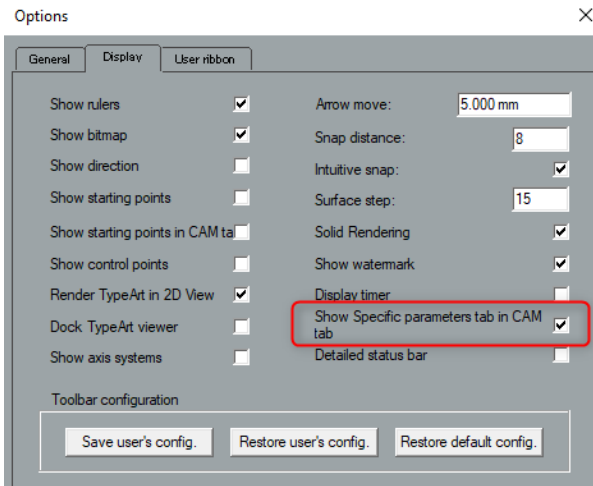 Options
General
Display
User ribbon
Show rulers
Show bitmap
Show direction
Show starting points
Show starting points in CAM ta
Show control points
Render TypeArt in 2D View
Dock TypeArt viewer
Show axis systems
Arrow move:
5.000 mm
Snap distance:
8
Intuitive snap:
Surface step:
15
Solid Rendering
Show watermark
Display timer
Show Specific parameters tab in CAM
tab
Detailed status bar
Toolbar configuration
Save user's config.
Restore user's config.
Restore default config.